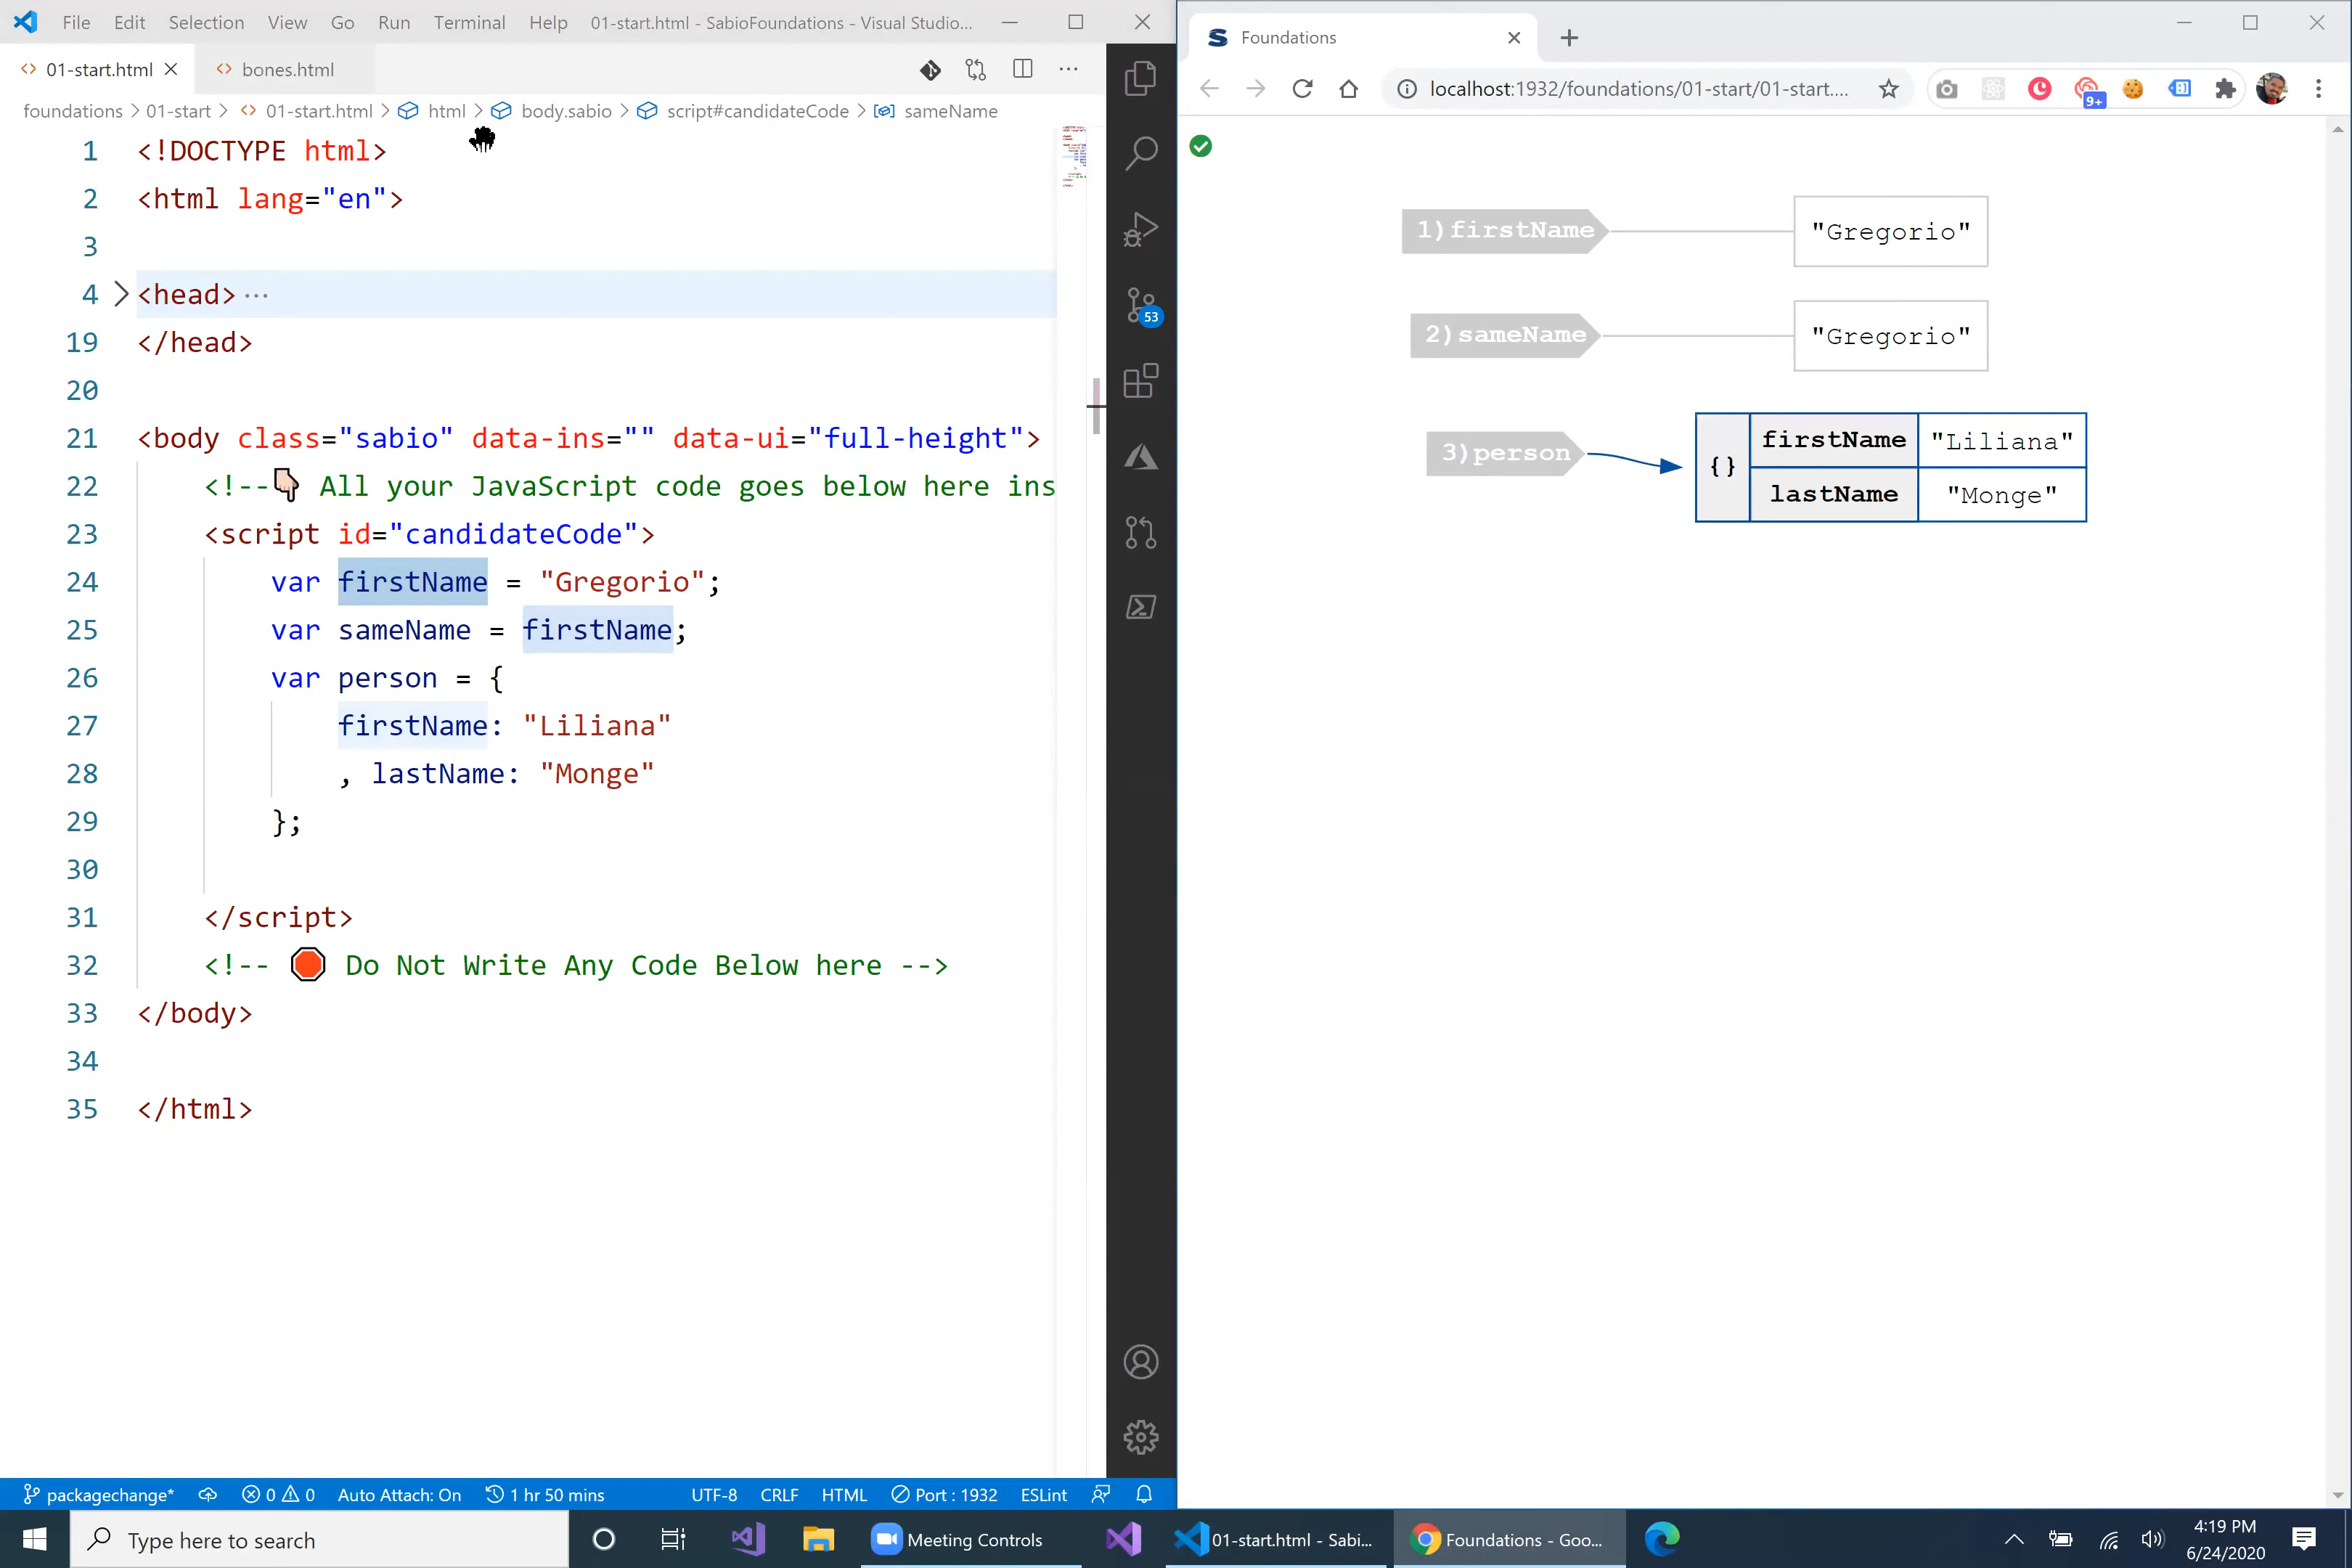 File Edit Selection View Go Run Terminal Help 01-start.html - SabioFoundations - Visual Studio...
01-start.html bones.html
foundations > 01-start > 01-start.html > html > body.sabio > script#candidateCode > sameName
1 <!DOCTYPE html>
2 <html lang="en">
3
4 <head> ...
19 </head>
20
21 <body class="sabio" data-ins="" data-ui="full-height">
22 <!--👇 All your JavaScript code goes below here ins
23 <script id="candidateCode">
24 var firstName = "Gregorio";
25 var sameName = firstName;
26 var person = {
27 firstName: "Liliana"
28 , lastName: "Monge"
29 };
30
31 </script>
32 <!-- 🛑 Do Not Write Any Code Below here -->
33 </body>
34
35 </html>
53
packagechange* 0 0 Auto Attach: On 1 hr 50 mins UTF-8 CRLF HTML Port : 1932 ESLint
Foundations
localhost:1932/foundations/01-start/01-start....
9+
1)firstName "Gregorio"
2)sameName "Gregorio"
3)person {} firstName "Liliana"
lastName "Monge"
Type here to search
Meeting Controls
01-start.html - Sabi...
Foundations - Goo...
4:19 PM
6/24/2020